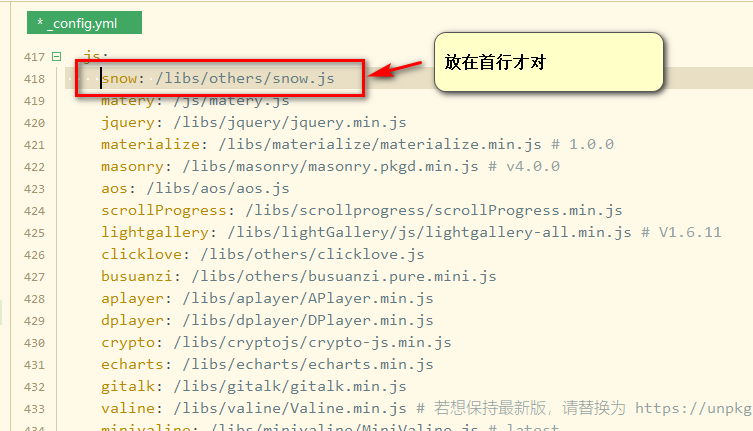 * _config.yml
417 js:
418 snow: /libs/others/snow.js
放在首行才对
419 matery: /js/matery.js
420 jquery: /libs/jquery/jquery.min.js
421 materialize: /libs/materialize/materialize.min.js # 1.0.0
422 masonry: /libs/masonry/masonry.pkgd.min.js # v4.0.0
423 aos: /libs/aos/aos.js
424 scrollProgress: /libs/scrollprogress/scrollProgress.min.js
425 lightgallery: /libs/lightGallery/js/lightgallery-all.min.js # V1.6.11
426 clicklove: /libs/others/clicklove.js
427 busuanzi: /libs/others/busuanzi.pure.mini.js
428 aplayer: /libs/aplayer/APlayer.min.js
429 dplayer: /libs/dplayer/DPlayer.min.js
430 crypto: /libs/cryptojs/crypto-js.min.js
431 echarts: /libs/echarts/echarts.min.js
432 gitalk: /libs/gitalk/gitalk.min.js
433 valine: /libs/valine/Valine.min.js # 若想保持最新版，请替换为 https://unpkg
434 minivaline: /libs/minivaline/MiniValine.js # latest